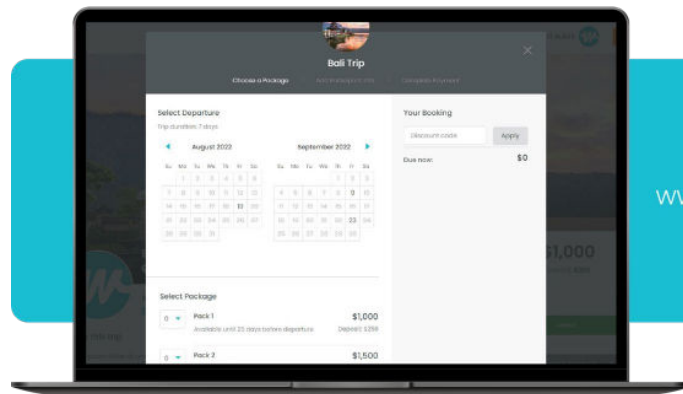 Bali Trip
Choose a Package
Complete Payment
Select Departure
Trip duration: 7 days
August 2022
September 2022
Su Mo Tu We Th Fr Sa
Su Mo Tu We Th Fr Sa
1 2 3 4 5 6
1 2 3
7 8 9 10 11 12 13
4 5 6 7 8 9 10
14 15 16 17 18 19 20
11 12 13 14 15 16 17
21 22 23 24 25 26 27
18 19 20 21 22 23 24
28 29 30 31
25 26 27 28 29 30
Select Package
0 Pack 1 $1,000
Available until 25 days before departure Deposit: $250
0 Pack 2 $1,500
Your Booking
Discount code Apply
Due now: $0
$1,000
this trip